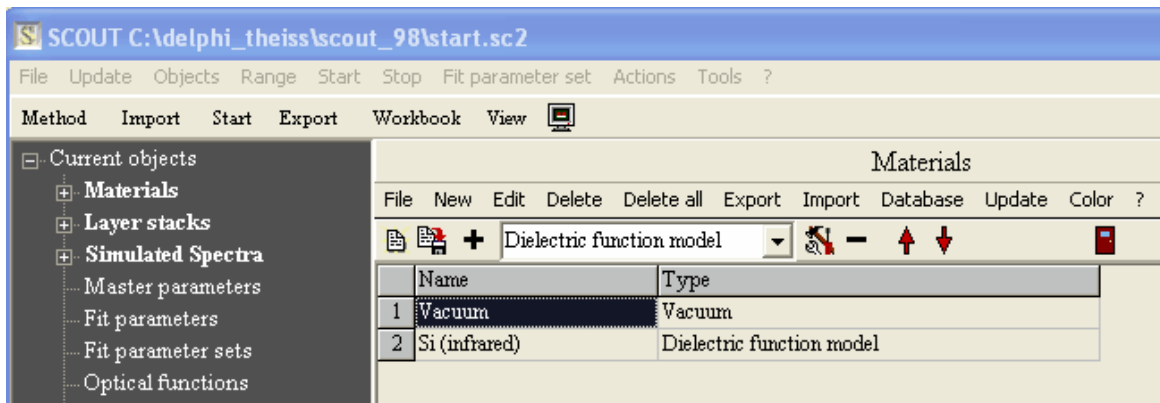 SCOUT C:\delphi_theiss\scout_98\start.sc2
File Update Objects Range Start Stop Fit parameter set Actions Tools ?
Method Import Start Export Workbook View
Current objects
Materials
Layer stacks
Simulated Spectra
Master parameters
Fit parameters
Fit parameter sets
Optical functions
Materials
File New Edit Delete Delete all Export Import Database Update Color ?
Dielectric function model
Name Type
1 Vacuum Vacuum
2 Si (infrared) Dielectric function model